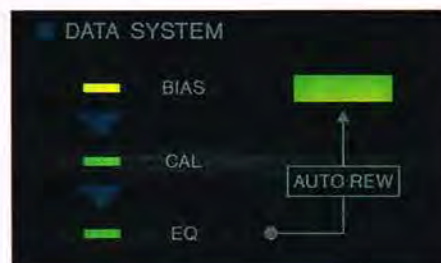 DATA SYSTEM
BIAS
CAL
AUTO REW
EQ